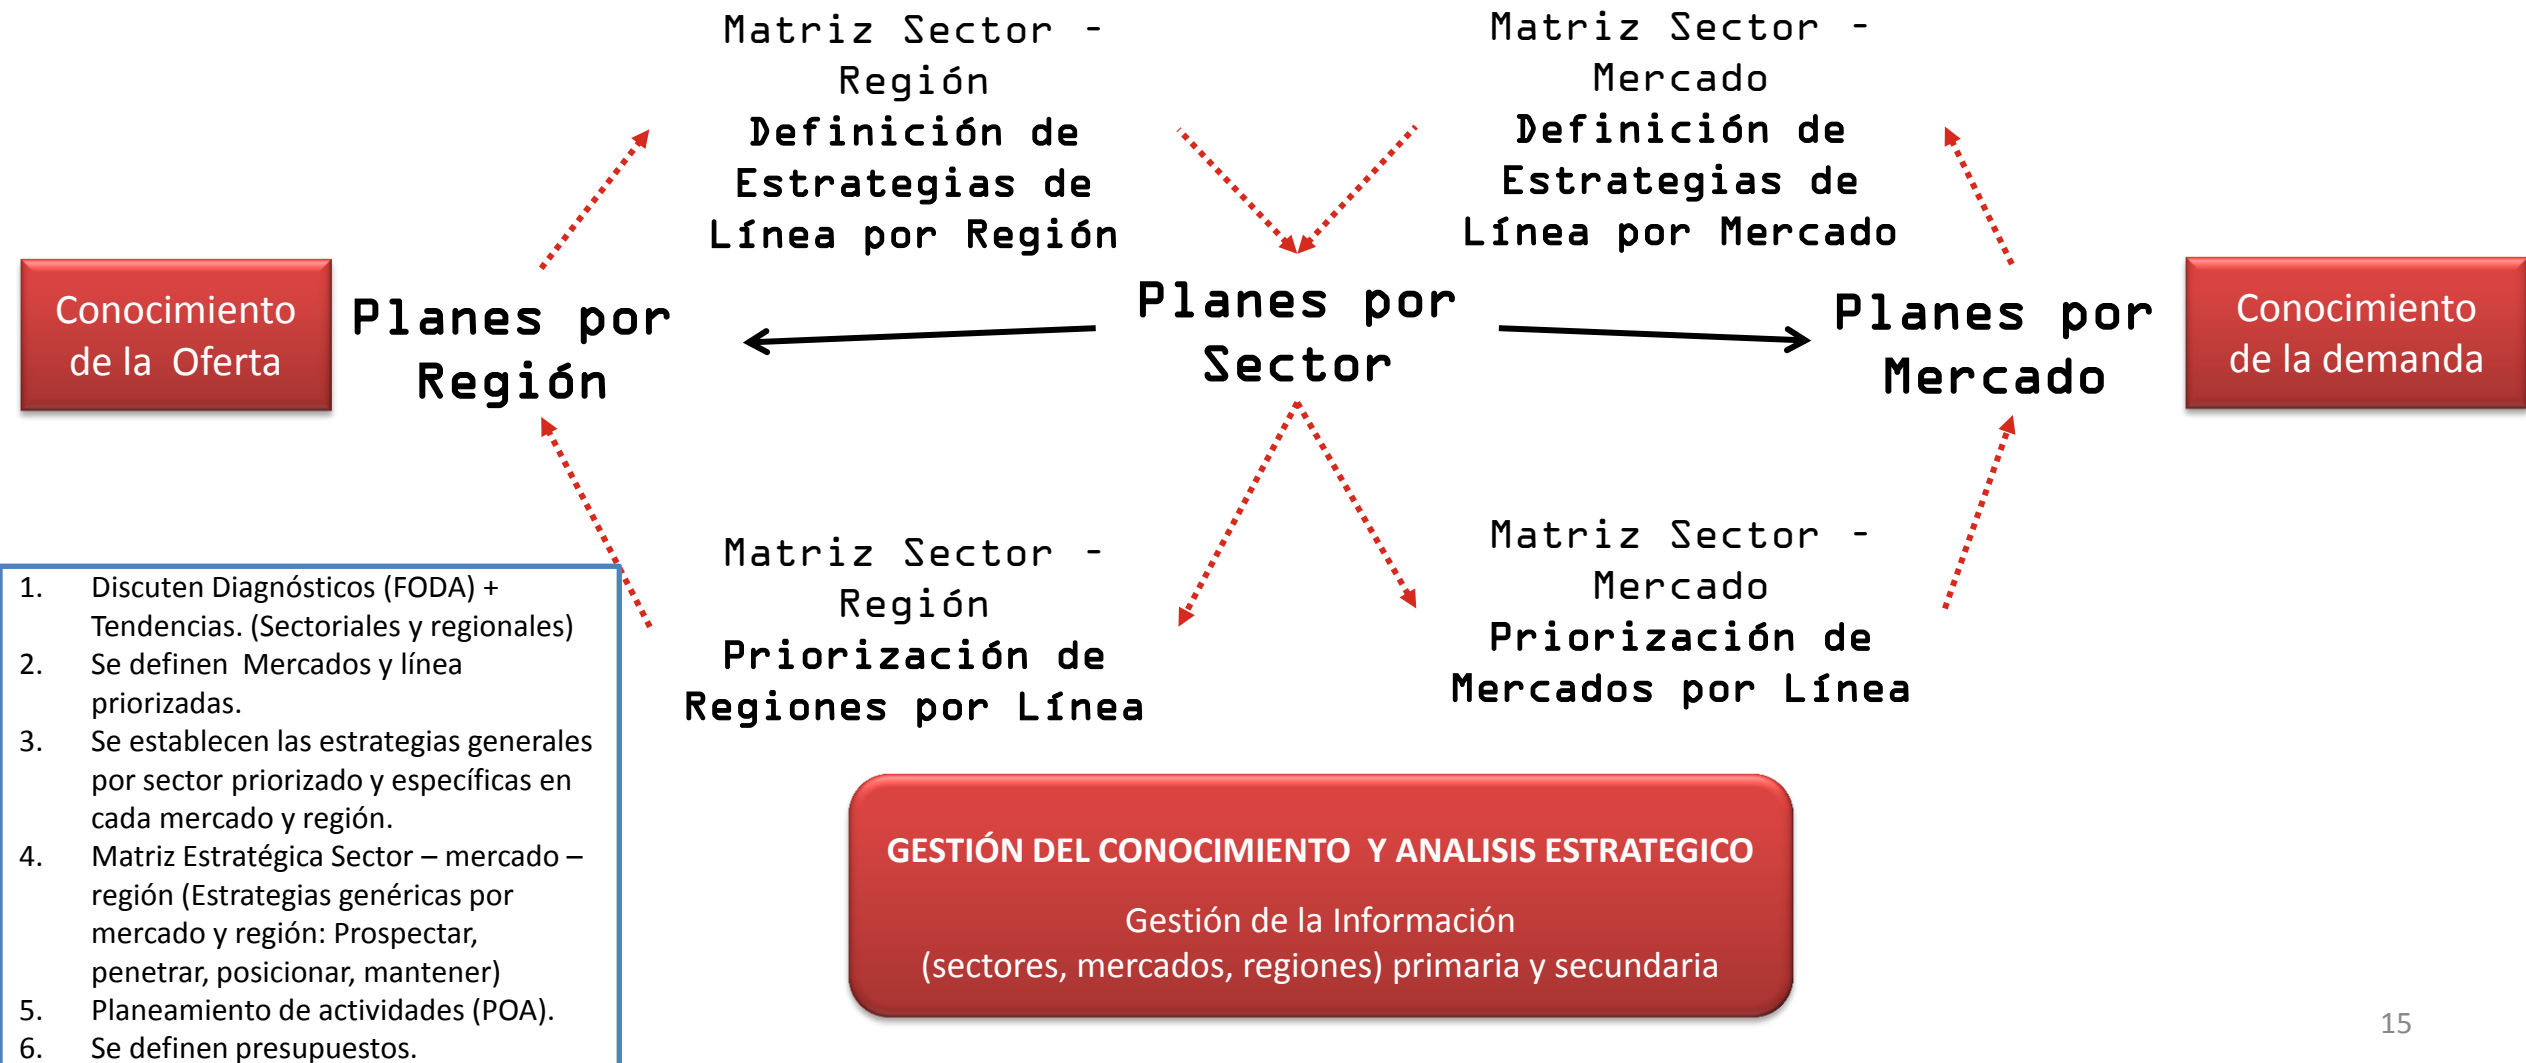 Matriz Sector -
Región
Definición de
Estrategias de
Línea por Región
Matriz Sector -
Mercado
Definición de
Estrategias de
Línea por Mercado
Conocimiento
de la Oferta
Planes por
Región
Planes por
Sector
Planes por
Mercado
Conocimiento
de la demanda
Matriz Sector -
Región
Priorización de
Regiones por Línea
Matriz Sector -
Mercado
Priorización de
Mercados por Línea
1. Discuten Diagnósticos (FODA) +
Tendencias. (Sectoriales y regionales)
2. Se definen Mercados y línea
priorizadas.
3. Se establecen las estrategias generales
por sector priorizado y específicas en
cada mercado y región.
4. Matriz Estratégica Sector – mercado –
región (Estrategias genéricas por
mercado y región: Prospectar,
penetrar, posicionar, mantener)
5. Planeamiento de actividades (POA).
6. Se definen presupuestos.
GESTIÓN DEL CONOCIMIENTO Y ANALISIS ESTRATEGICO
Gestión de la Información
(sectores, mercados, regiones) primaria y secundaria
15